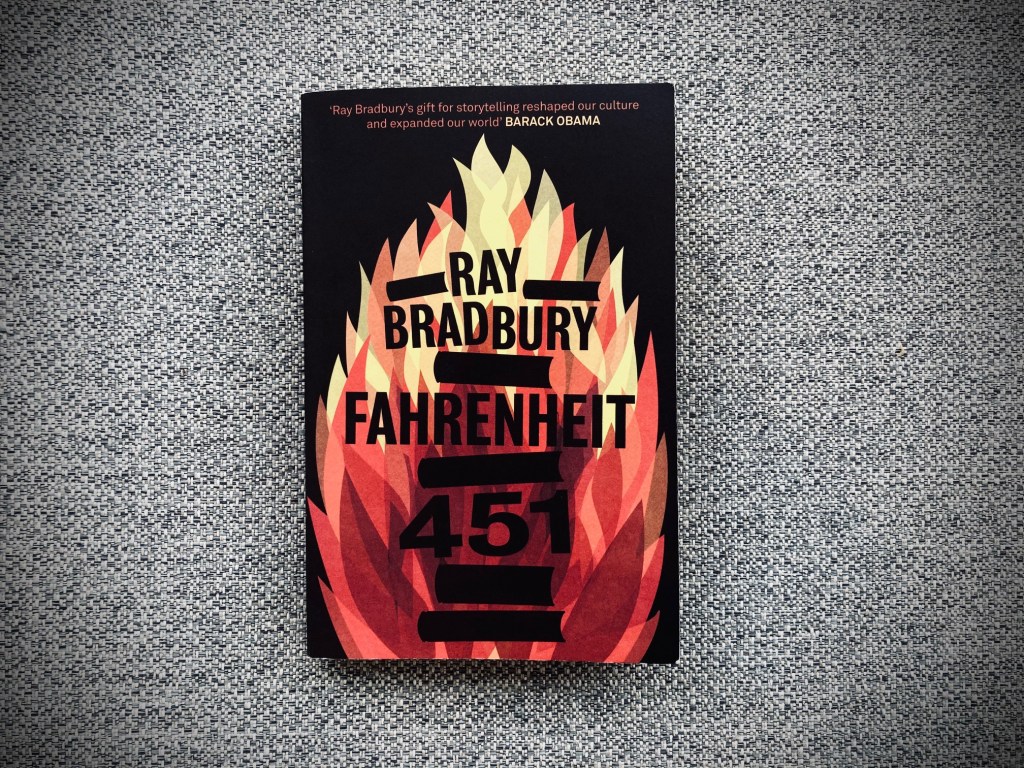 'Ray Bradbury's gift for storytelling reshaped our culture
and expanded our world' BARACK OBAMA
RAY
BRADBURY
FAHRENHEIT
451